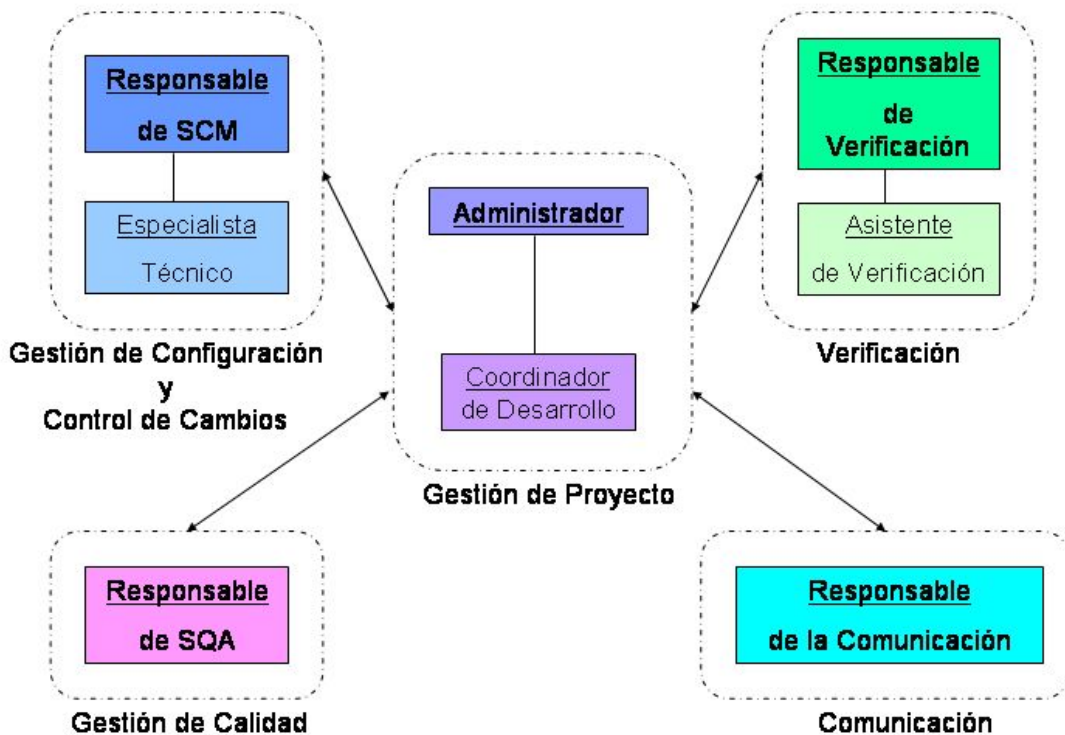 Responsable
de SCM
Especialista
Técnico
Gestión de Configuración
y
Control de Cambios
Responsable
de
Verificación
Asistente
de Verificación
Verificación
Administrador
Coordinador
de Desarrollo
Gestión de Proyecto
Responsable
de SQA
Gestión de Calidad
Responsable
de la Comunicación
Comunicación